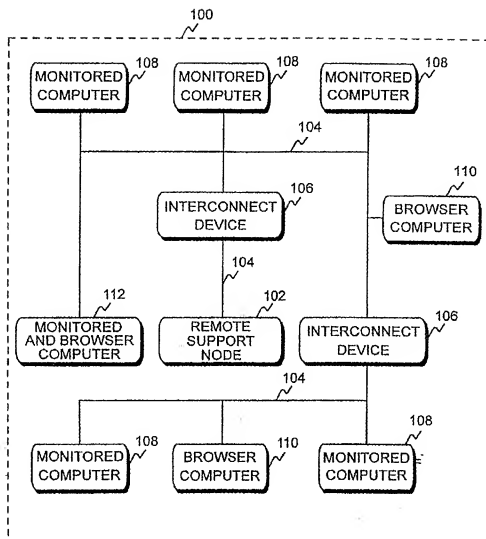 100
MONITORED
COMPUTER
108
MONITORED
COMPUTER
108
MONITORED
COMPUTER
108
104
110
BROWSER
COMPUTER
106
INTERCONNECT
DEVICE
104
112
MONITORED
AND BROWSER
COMPUTER
102
REMOTE
SUPPORT
NODE
106
INTERCONNECT
DEVICE
104
108
MONITORED
COMPUTER
110
BROWSER
COMPUTER
108
MONITORED
COMPUTER